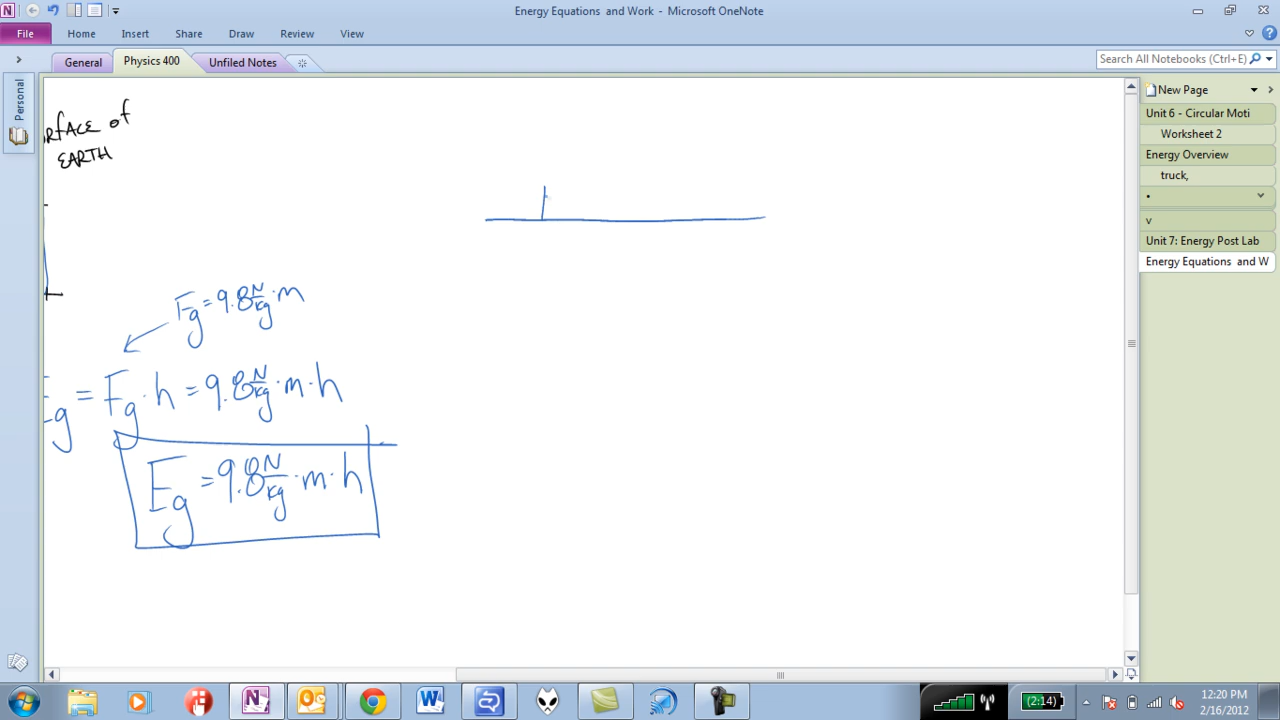 Energy Equations and Work - Microsoft OneNote
File Home Insert Share Draw Review View
General Physics 400 Unfiled Notes
Search All Notebooks (Ctrl+E)
Personal
New Page
Unit 6 - Circular Moti
Worksheet 2
Energy Overview
truck,
•
v
Unit 7: Energy Post Lab
Energy Equations and W
RFACE of
EARTH
Fg = 9.8 N/kg · m
Eg = Fg · h = 9.8 N/kg · m · h
Eg = 9.8 N/kg · m · h
(2:14)
12:20 PM
2/16/2012